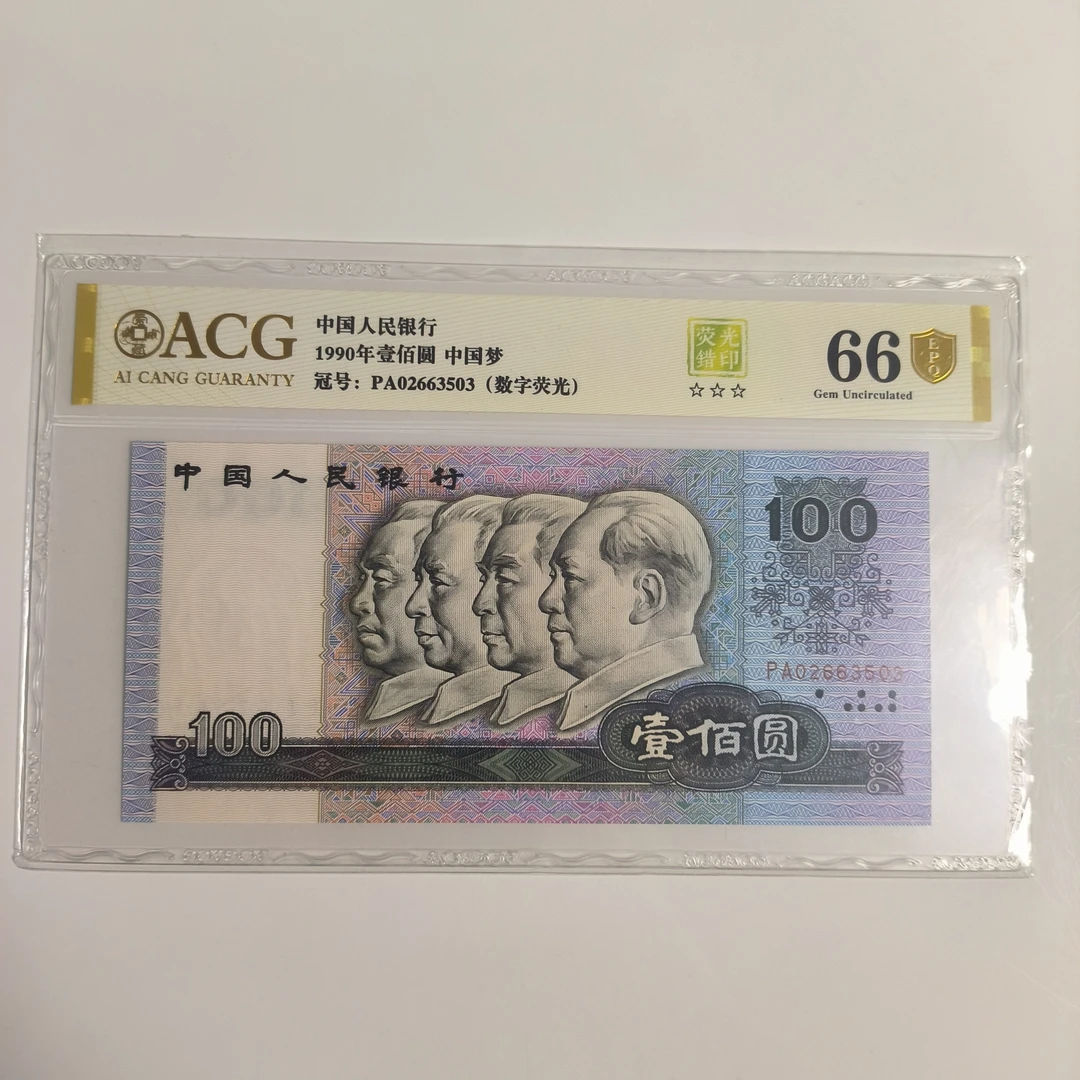 ACG
AI CANG GUARANTY
中国人民银行
1990年壹佰圆 中国梦
冠号：PA02663503（数字荧光）
荧光
错印
☆☆☆
66
EPQ
Gem Uncirculated
中国人民银行
100
PA02663503
100
壹佰圆